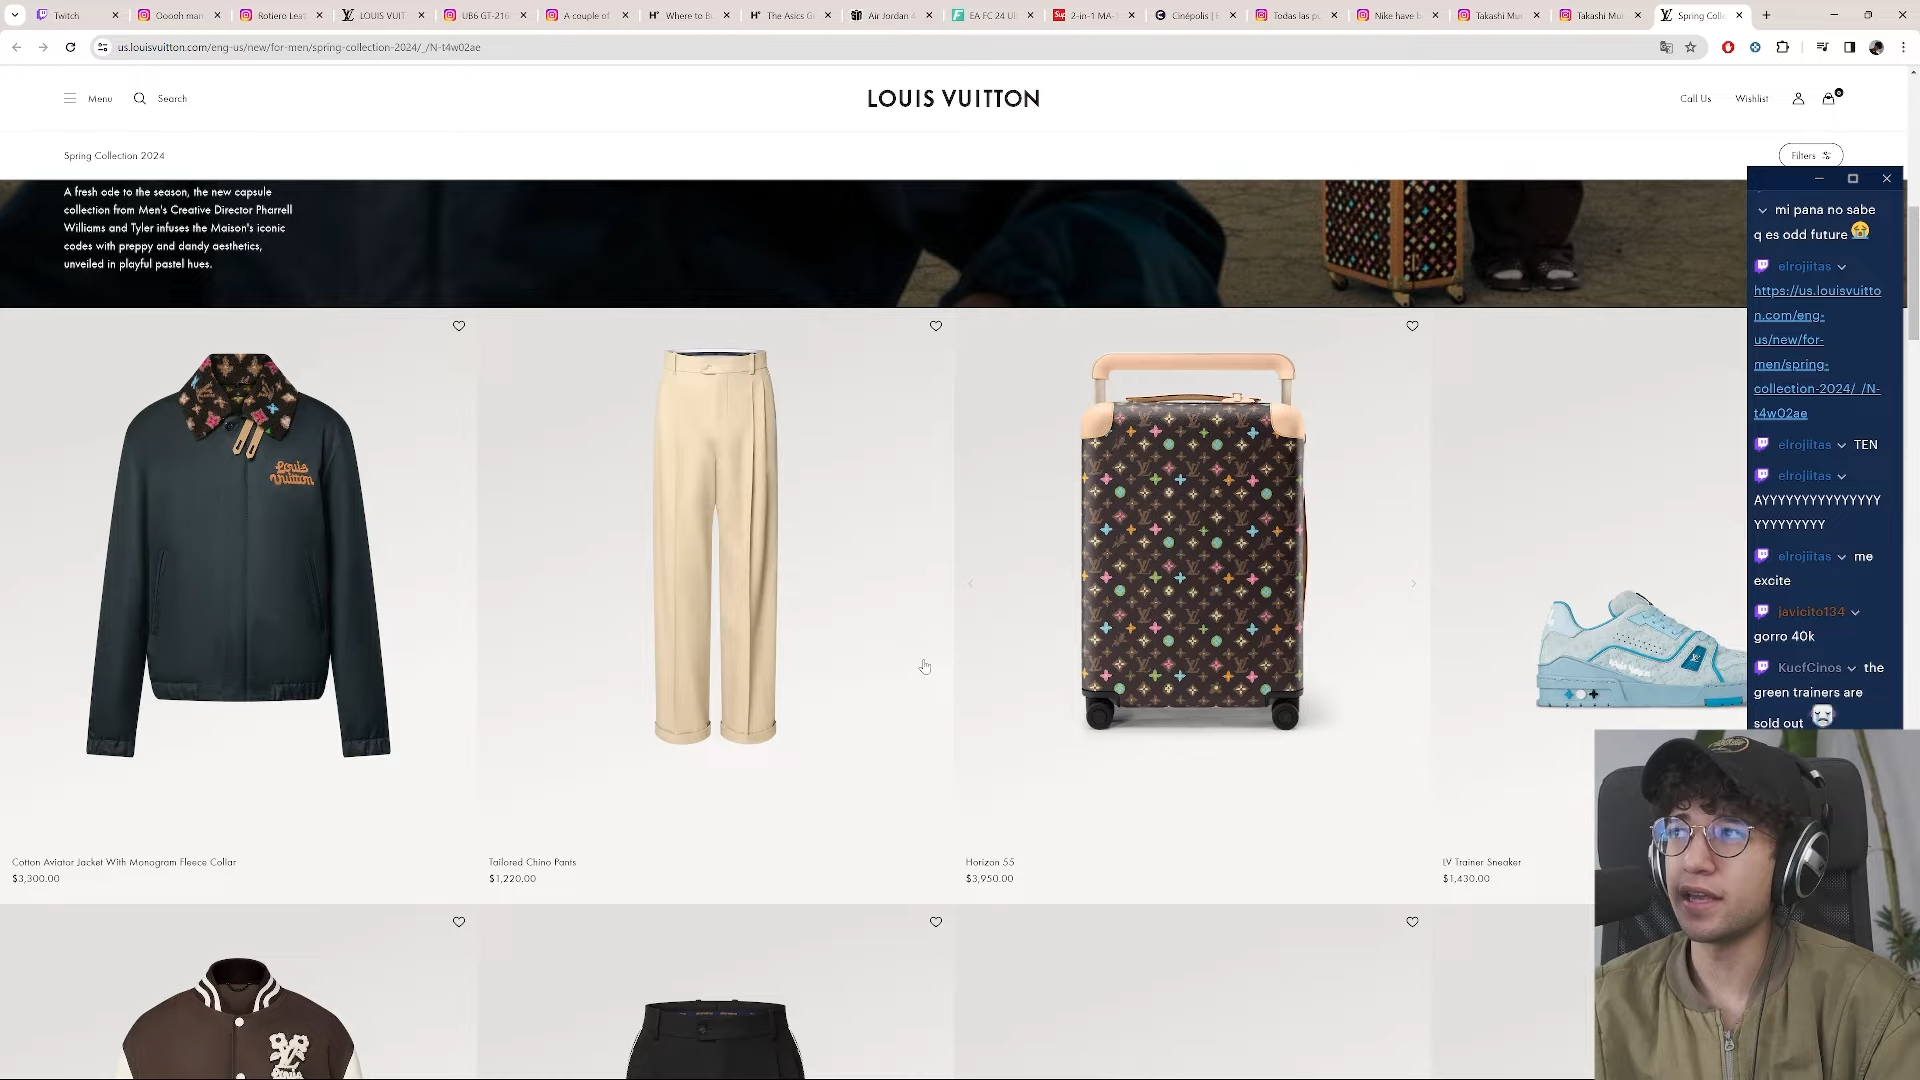 Twitch
Ooooh man
Rotiero Leat
LOUIS VUIT
UB6 GT-216
A couple of
Where to B
The Asics G
Air Jordan 4
EA FC 24 Ul
2-in-1 MA-
Cinépolis | E
Todas las pu
Nike have b
Takashi Mur
Takashi Mur
Spring Colle
us.louisvuitton.com/eng-us/new/for-men/spring-collection-2024/_/N-t4w02ae
Menu
Search
LOUIS VUITTON
Call Us
Wishlist
0
Spring Collection 2024
Filters
A fresh ode to the season, the new capsule
collection from Men's Creative Director Pharrell
Williams and Tyler infuses the Maison's iconic
codes with preppy and dandy aesthetics,
unveiled in playful pastel hues.
Louis
Vuitton
Cotton Aviator Jacket With Monogram Fleece Collar
$3,300.00
Tailored Chino Pants
$1,220.00
Horizon 55
$3,950.00
LV Trainer Sneaker
$1,430.00
mi pana no sabe
q es odd future
elrojiitas
https://us.louisvuitto
n.com/eng-
us/new/for-
men/spring-
collection-2024/_/N-
t4w02ae
elrojiitas TEN
elrojiitas
AYYYYYYYYYYYYYYY
YYYYYYYYY
elrojiitas me
excite
javicito134
gorro 40k
KucfCinos the
green trainers are
sold out